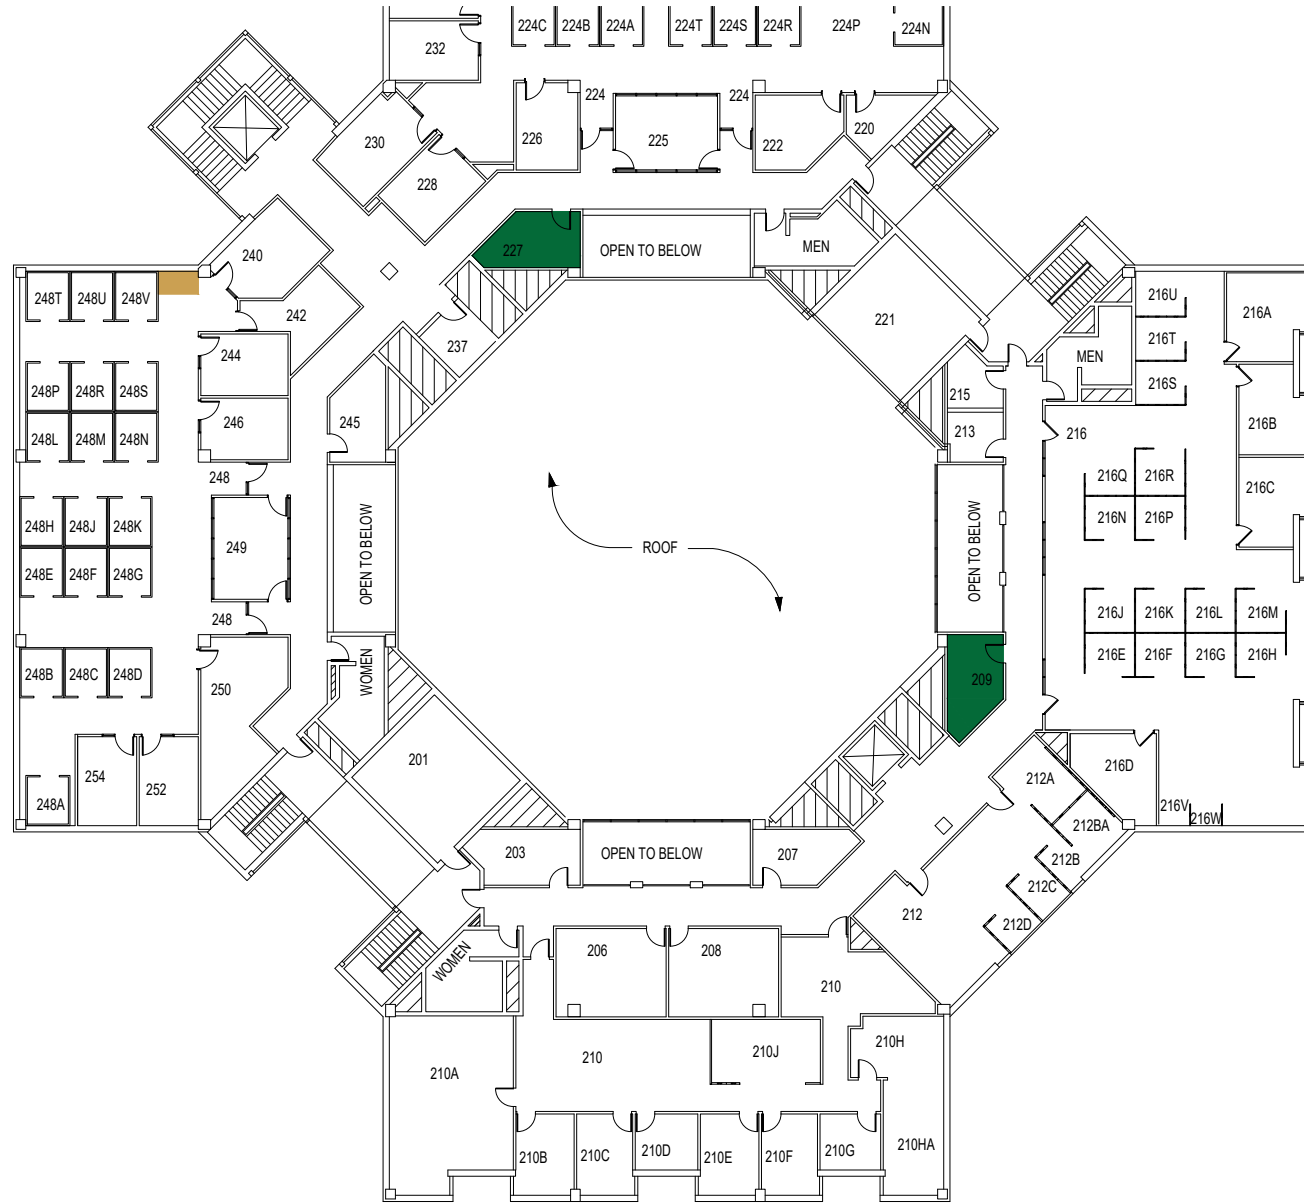 224C 224B 224A 224T 224S 224R 224P 224N
232
224 224
226 225 222 220
230
228
227 OPEN TO BELOW MEN
240
248T 248U 248V
242
237
221
216U 216A
216T
MEN
216S
244
248P 248R 248S
245
215
213
246
248L 248M 248N
216
216B
248
216Q 216R
216C
248H 248J 248K
216N 216P
249
OPEN TO BELOW
ROOF
OPEN TO BELOW
248E 248F 248G
248
216J 216K 216L 216M
216E 216F 216G 216H
248B 248C 248D
250
WOMEN
209
201
254 252
248A
212A
216D
216V
216W
212BA
203 OPEN TO BELOW 207
212B
212C
212
212D
WOMEN
206 208
210
210
210J
210H
210A
210B 210C 210D 210E 210F 210G 210HA